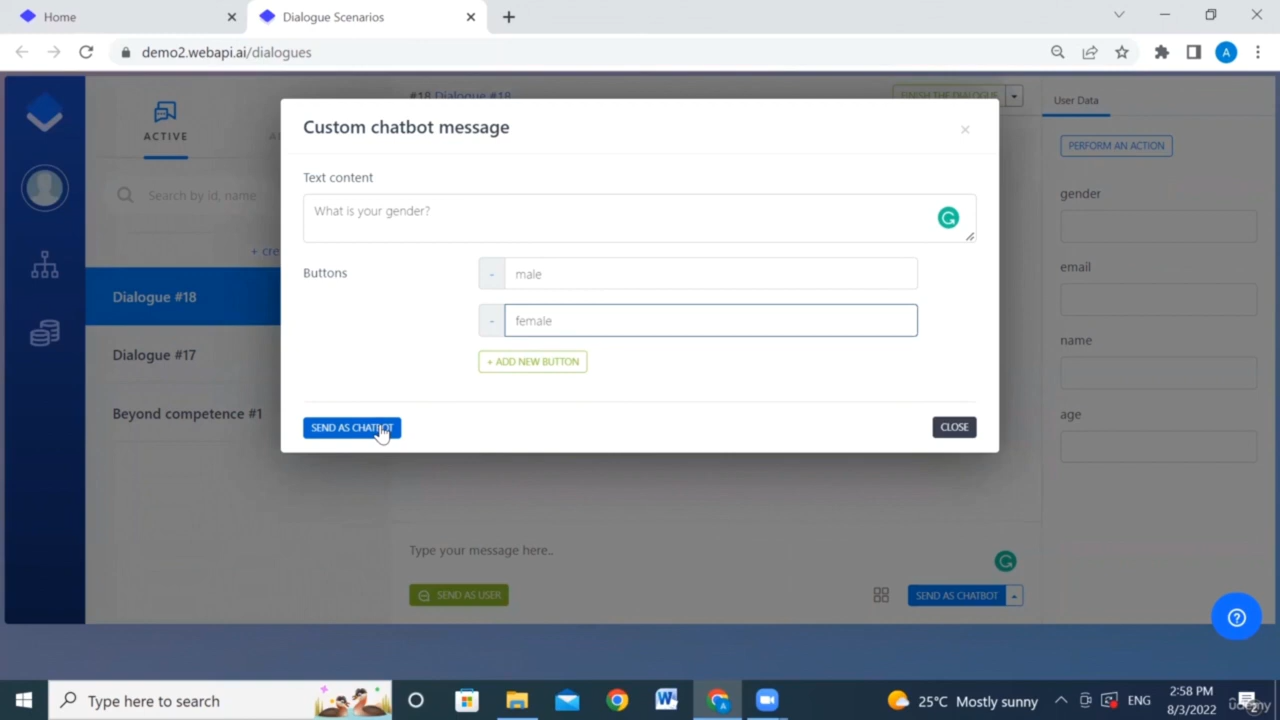 Home
Dialogue Scenarios
demo2.webapi.ai/dialogues
A
ACTIVE
Search by id, name
+ cre
Dialogue #18
Dialogue #17
Beyond competence #1
#18 Dialogue #18
FINISH THE DIALOGUE
Custom chatbot message
Text content
What is your gender?
Buttons
- male
- female
+ ADD NEW BUTTON
SEND AS CHATBOT
CLOSE
Type your message here..
SEND AS USER
SEND AS CHATBOT
User Data
PERFORM AN ACTION
gender
email
name
age
Type here to search
25°C Mostly sunny
ENG
2:58 PM
8/3/2022
2
ûdemy